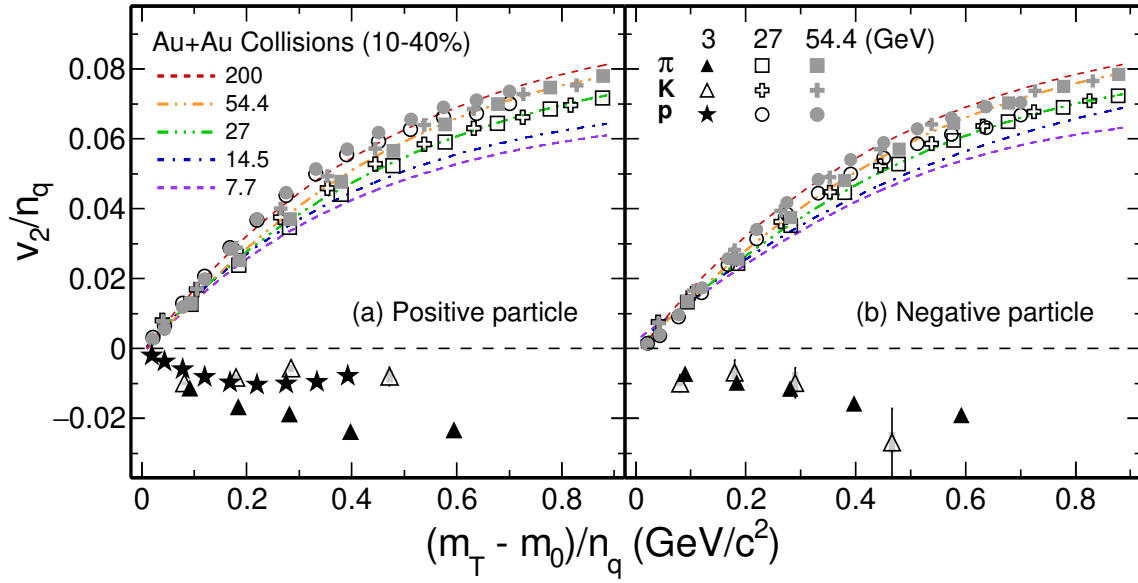 Au+Au Collisions (10-40%)
200
54.4
27
14.5
7.7
3 27 54.4 (GeV)
π
K
p
(a) Positive particle
(b) Negative particle
0.08
0.06
0.04
0.02
0
−0.02
v2/nq
0 0.2 0.4 0.6 0.8
0 0.2 0.4 0.6 0.8
(mT - m0)/nq (GeV/c²)